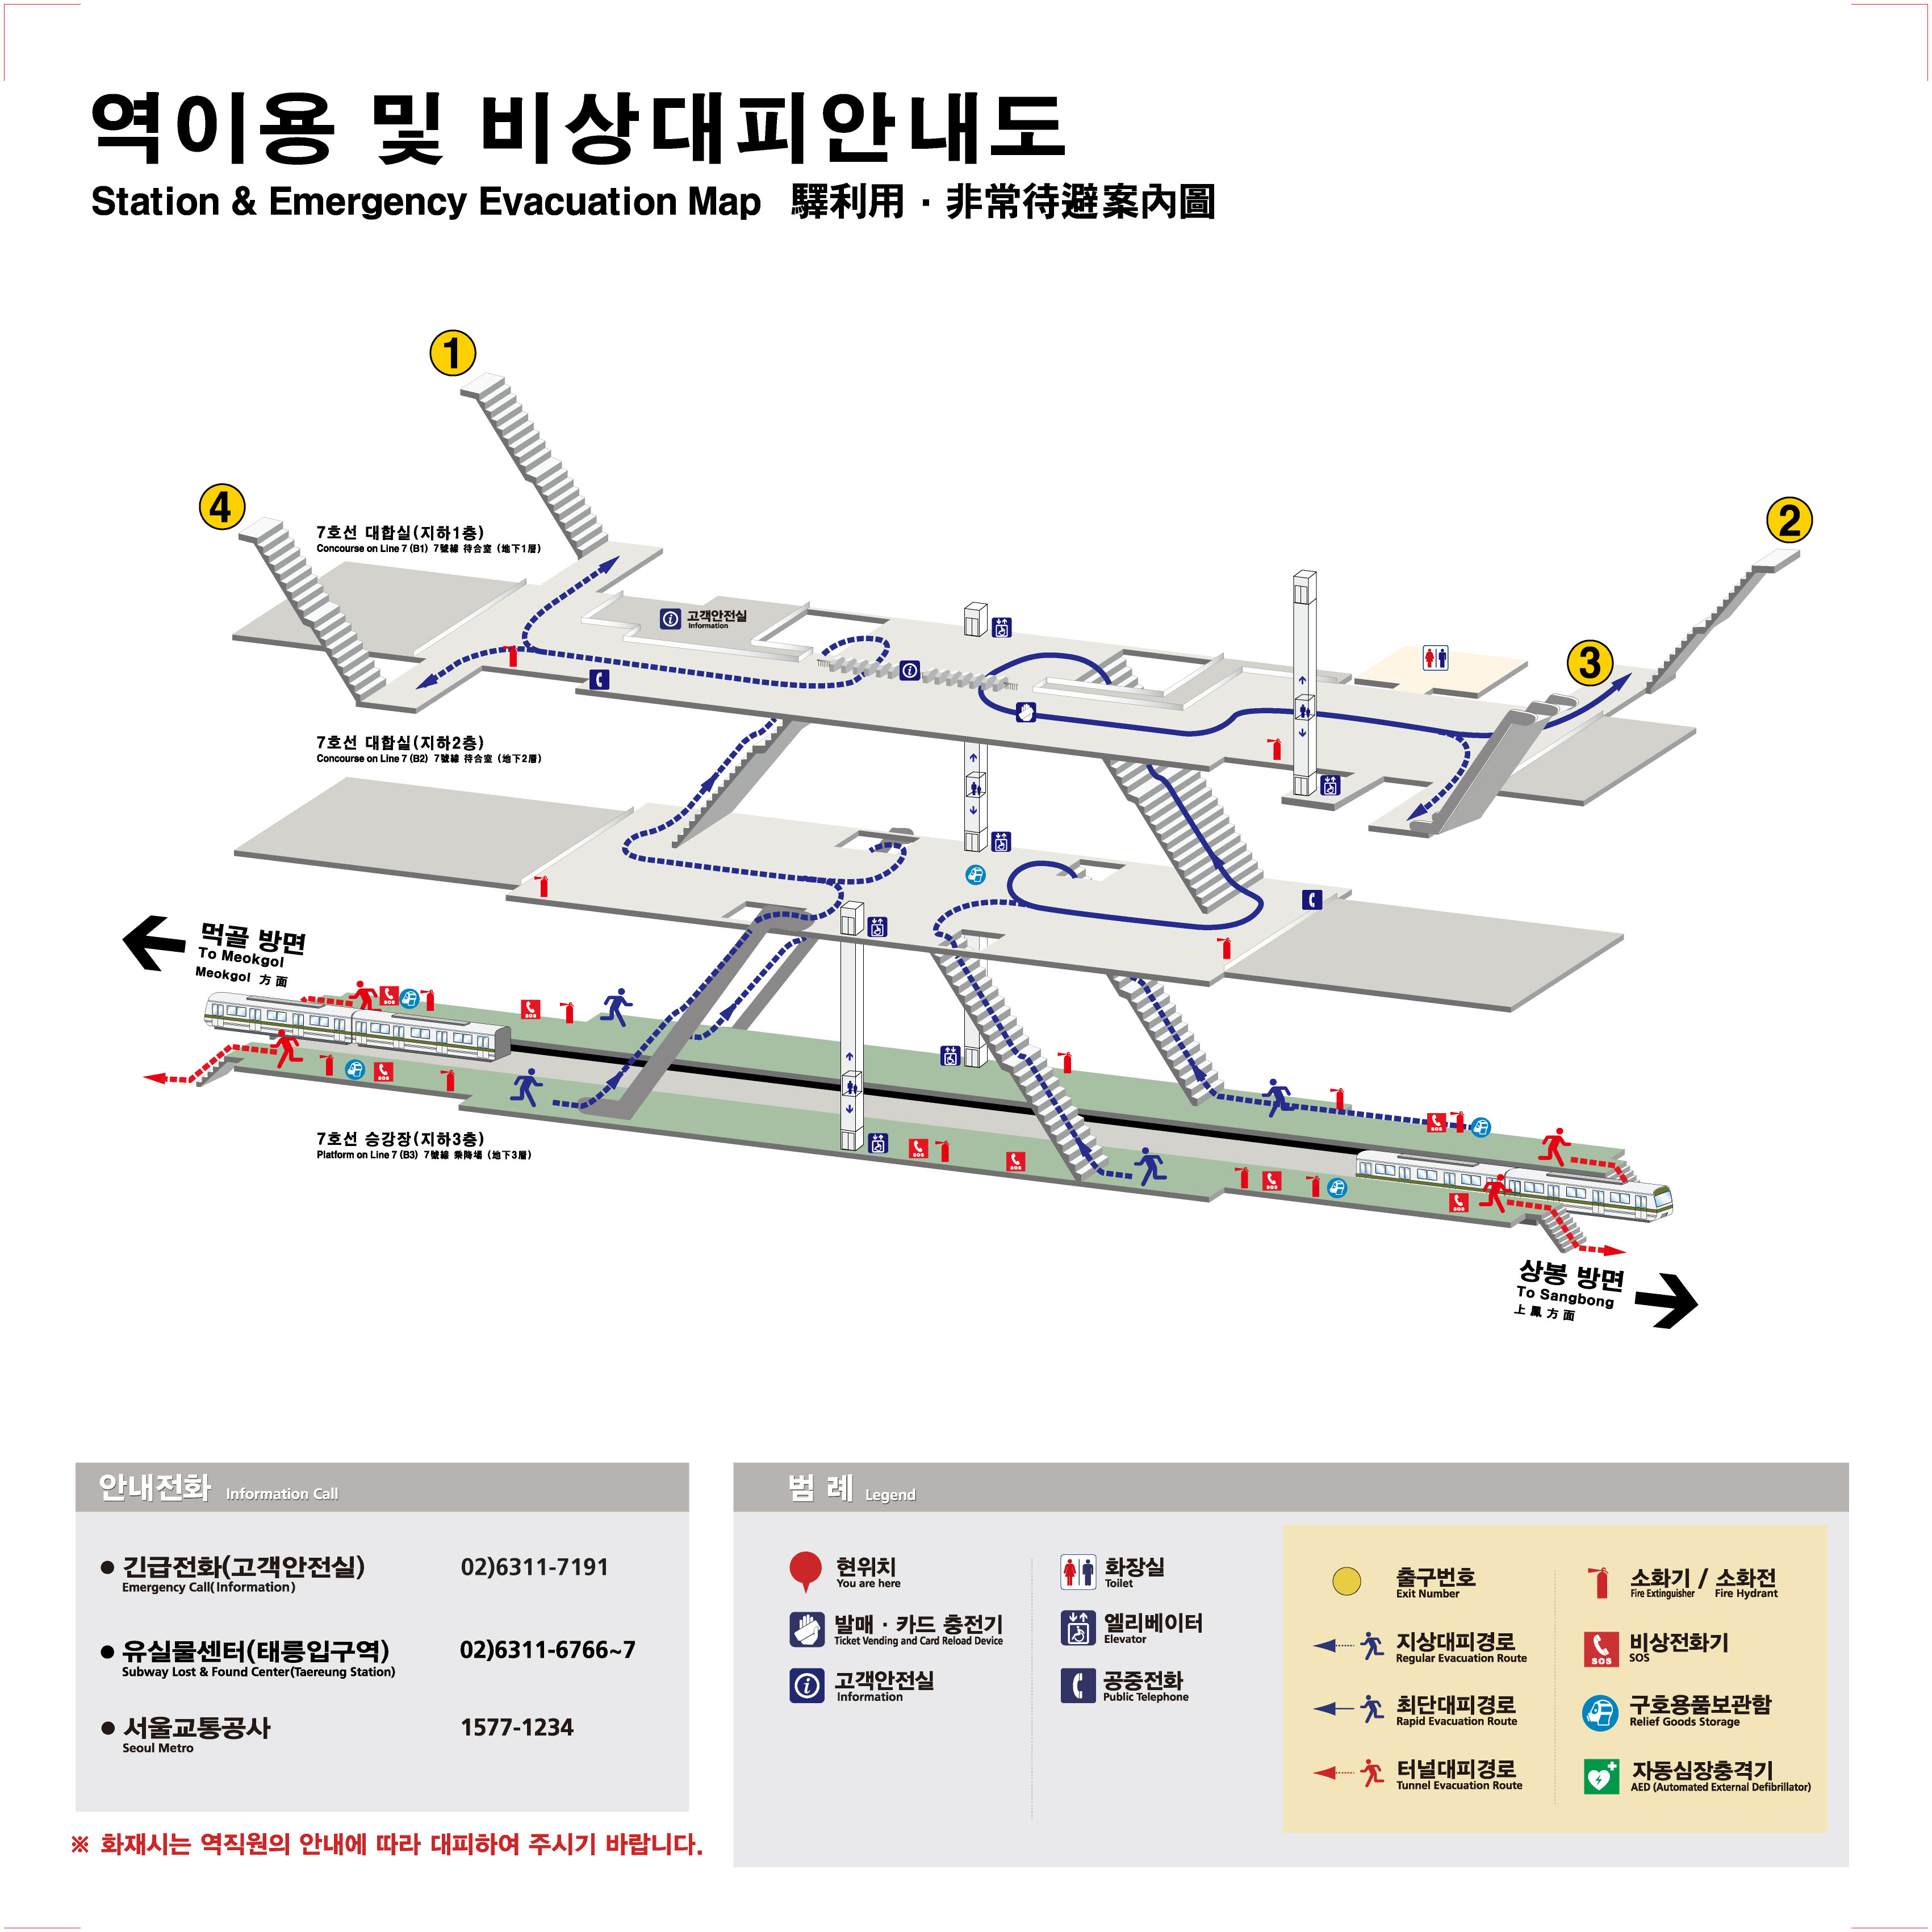 역이용 및 비상대피안내도
Station & Emergency Evacuation Map 驛利用 · 非常待避案內圖
1
4
2
3
7호선 대합실(지하1층)
Concourse on Line 7 (B1) 7號線 待合室 (地下1層)
고객안전실
Information
7호선 대합실(지하2층)
Concourse on Line 7 (B2) 7號線 待合室 (地下2層)
먹골 방면
To Meokgol
Meokgol 方面
SOS
SOS
SOS
SOS
SOS
SOS
SOS
SOS
7호선 승강장(지하3층)
Platform on Line 7 (B3) 7號線 乘降場 (地下3層)
상봉 방면
To Sangbong
上鳳方面
안내전화 Information Call
● 긴급전화(고객안전실) 02)6311-7191
Emergency Call(Information)
● 유실물센터(태릉입구역) 02)6311-6766~7
Subway Lost & Found Center(Taereung Station)
● 서울교통공사 1577-1234
Seoul Metro
※ 화재시는 역직원의 안내에 따라 대피하여 주시기 바랍니다.
범 례 Legend
현위치
You are here
발매 · 카드 충전기
Ticket Vending and Card Reload Device
고객안전실
Information
화장실
Toilet
엘리베이터
Elevator
공중전화
Public Telephone
출구번호
Exit Number
지상대피경로
Regular Evacuation Route
최단대피경로
Rapid Evacuation Route
터널대피경로
Tunnel Evacuation Route
소화기 / 소화전
Fire Extinguisher / Fire Hydrant
SOS
비상전화기
SOS
구호용품보관함
Relief Goods Storage
자동심장충격기
AED (Automated External Defibrillator)